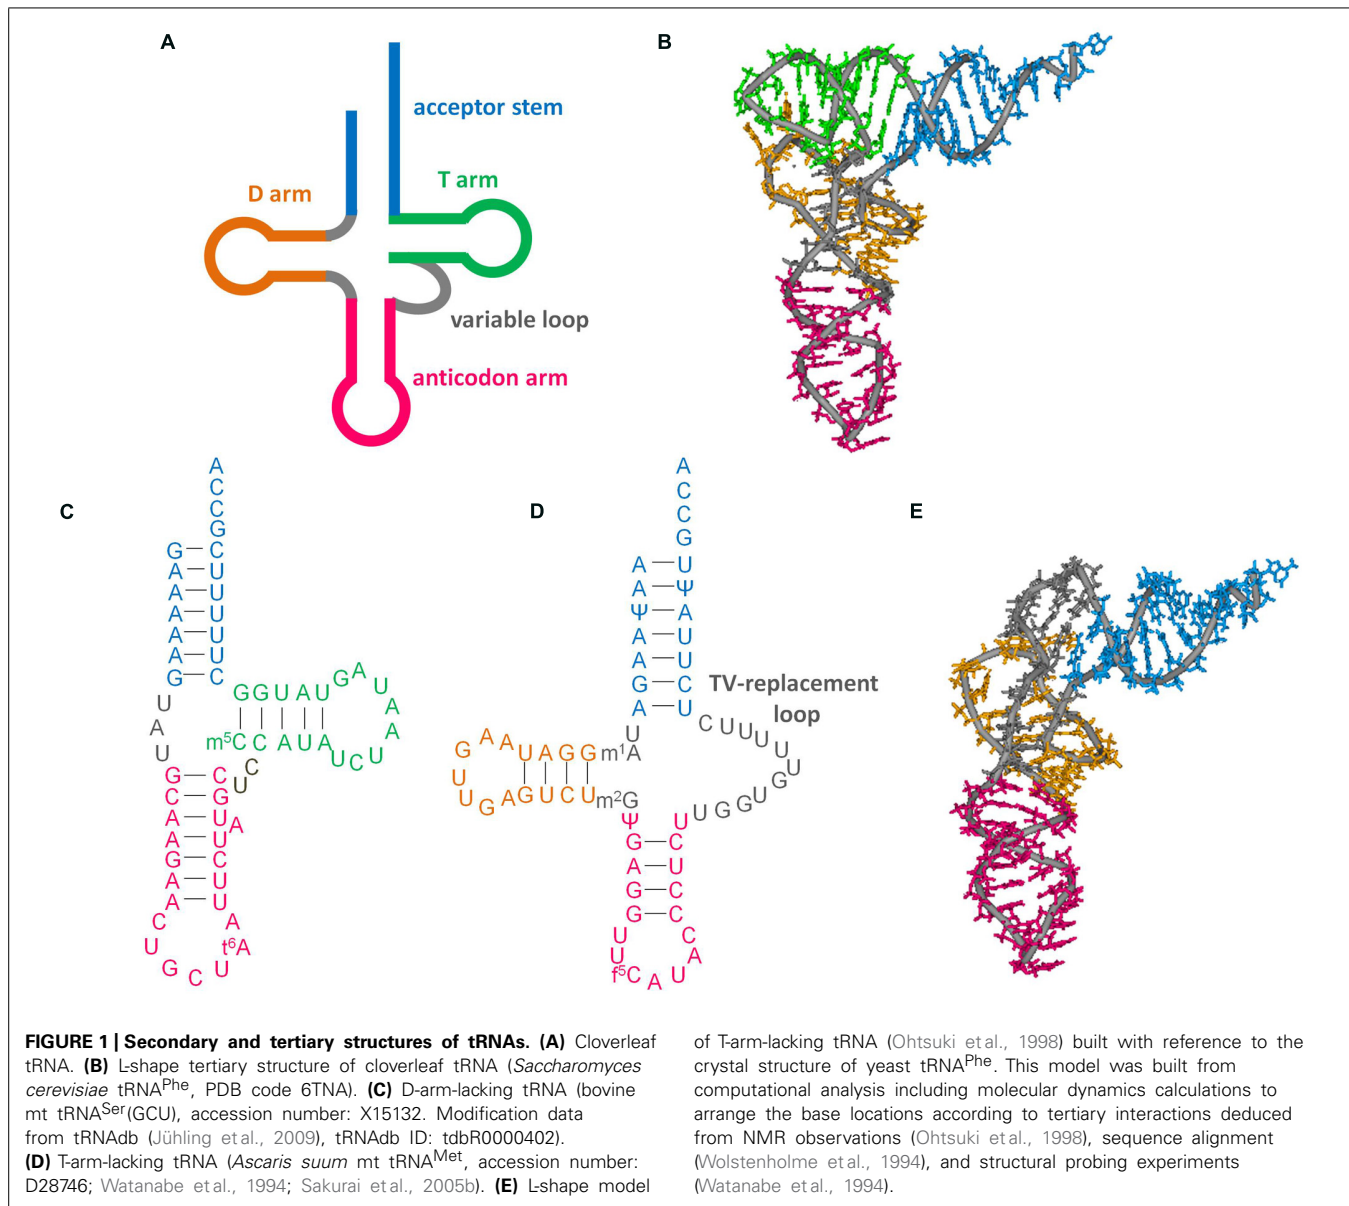 A
acceptor stem
T arm
D arm
variable loop
anticodon arm
B
C
A
C
C
G
G – C
A – U
A – U
A – U
A – U
A – U
G – C
U
A
U
G G U A U G A U A A
m⁵C C A U A U C U
C
U
G – C
C – G
A – U A
A – U
G – C
A – U
A – U
C A
U t⁶A
G C U
D
A
C
C
G
A – U
A – Ψ
Ψ – A
A – U
A – U
G – C
A – U
TV-replacement
loop
C U U U U U G U G G U
U
G A A U A G G m¹A
U U G A G U C U m²G
Ψ U
G – C
A – U
G – C
G – C
U C
U A
f⁵C A U
E
FIGURE 1 | Secondary and tertiary structures of tRNAs. (A) Cloverleaf
tRNA. (B) L-shape tertiary structure of cloverleaf tRNA (Saccharomyces
cerevisiae tRNAPhe, PDB code 6TNA). (C) D-arm-lacking tRNA (bovine
mt tRNASer(GCU), accession number: X15132. Modification data
from tRNAdb (Jühling et al., 2009), tRNAdb ID: tdbR0000402).
(D) T-arm-lacking tRNA (Ascaris suum mt tRNAMet, accession number:
D28746; Watanabe et al., 1994; Sakurai et al., 2005b). (E) L-shape model
of T-arm-lacking tRNA (Ohtsuki et al., 1998) built with reference to the
crystal structure of yeast tRNAPhe. This model was built from
computational analysis including molecular dynamics calculations to
arrange the base locations according to tertiary interactions deduced
from NMR observations (Ohtsuki et al., 1998), sequence alignment
(Wolstenholme et al., 1994), and structural probing experiments
(Watanabe et al., 1994).